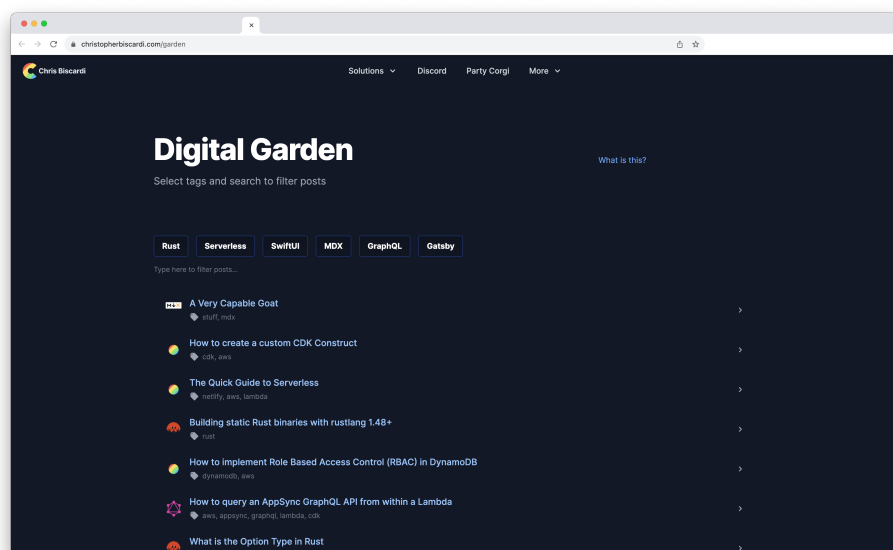 christopherbiscardi.com/garden
Chris Biscardi
Solutions
Discord
Party Corgi
More
Digital Garden
What is this?
Select tags and search to filter posts
Rust
Serverless
SwiftUI
MDX
GraphQL
Gatsby
Type here to filter posts...
A Very Capable Goat
stuff, mdx
How to create a custom CDK Construct
cdk, aws
The Quick Guide to Serverless
netlify, aws, lambda
Building static Rust binaries with rustlang 1.48+
rust
How to implement Role Based Access Control (RBAC) in DynamoDB
dynamodb, aws
How to query an AppSync GraphQL API from within a Lambda
aws, appsync, graphql, lambda, cdk
What is the Option Type in Rust